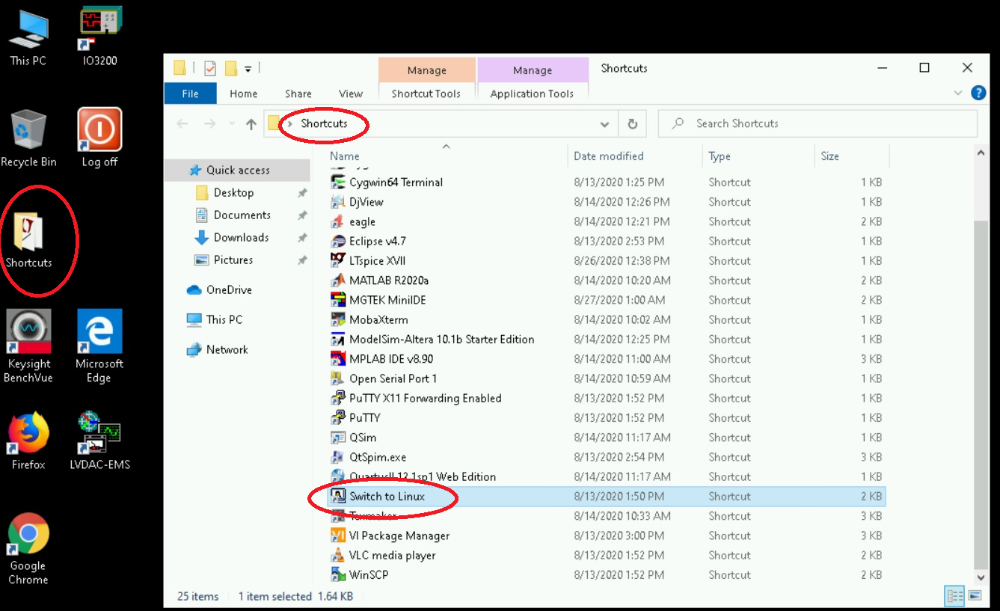 This PC
IO3200
Recycle Bin
Log off
Shortcuts
Keysight
BenchVue
Microsoft
Edge
Firefox
LVDAC-EMS
Google
Chrome
Manage
Manage
Shortcuts
File
Home
Share
View
Shortcut Tools
Application Tools
?
› Shortcuts
Search Shortcuts
Quick access
Desktop
Documents
Downloads
Pictures
OneDrive
This PC
Network
Name Date modified Type Size
Cygwin64 Terminal 8/13/2020 1:25 PM Shortcut 1 KB
DjView 8/14/2020 12:26 PM Shortcut 1 KB
eagle 8/14/2020 12:21 PM Shortcut 2 KB
Eclipse v4.7 8/13/2020 2:53 PM Shortcut 1 KB
LTspice XVII 8/26/2020 12:38 PM Shortcut 1 KB
MATLAB R2020a 8/14/2020 10:20 AM Shortcut 2 KB
MGTEK MiniIDE 8/27/2020 1:00 AM Shortcut 2 KB
MobaXterm 8/14/2020 10:02 AM Shortcut 2 KB
ModelSim-Altera 10.1b Starter Edition 8/14/2020 12:25 PM Shortcut 1 KB
MPLAB IDE v8.90 8/14/2020 11:00 AM Shortcut 3 KB
Open Serial Port 1 8/14/2020 10:59 AM Shortcut 1 KB
PuTTY X11 Forwarding Enabled 8/13/2020 1:52 PM Shortcut 1 KB
PuTTY 8/13/2020 1:52 PM Shortcut 1 KB
QSim 8/14/2020 11:17 AM Shortcut 1 KB
QtSpim.exe 8/13/2020 2:54 PM Shortcut 3 KB
QuartusII-13.1sp1 Web Edition 8/14/2020 11:17 AM Shortcut 1 KB
Switch to Linux 8/13/2020 1:50 PM Shortcut 2 KB
Texmaker 8/14/2020 10:33 AM Shortcut 3 KB
VI Package Manager 8/13/2020 3:00 PM Shortcut 3 KB
VLC media player 8/13/2020 1:52 PM Shortcut 2 KB
WinSCP 8/13/2020 1:52 PM Shortcut 2 KB
25 items 1 item selected 1.64 KB